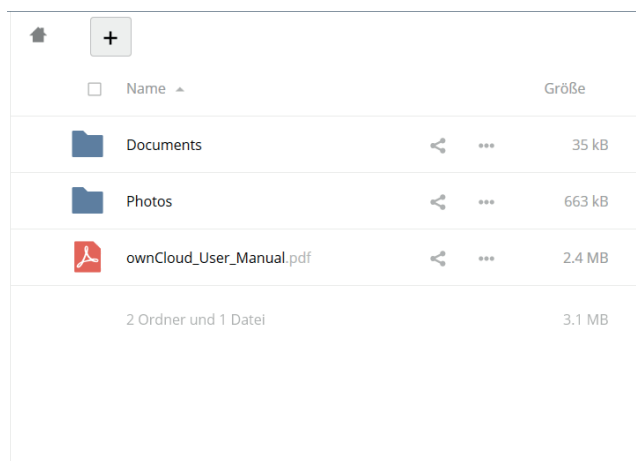 +
Name
Größe
Documents 35 kB
Photos 663 kB
ownCloud_User_Manual.pdf 2.4 MB
2 Ordner und 1 Datei 3.1 MB